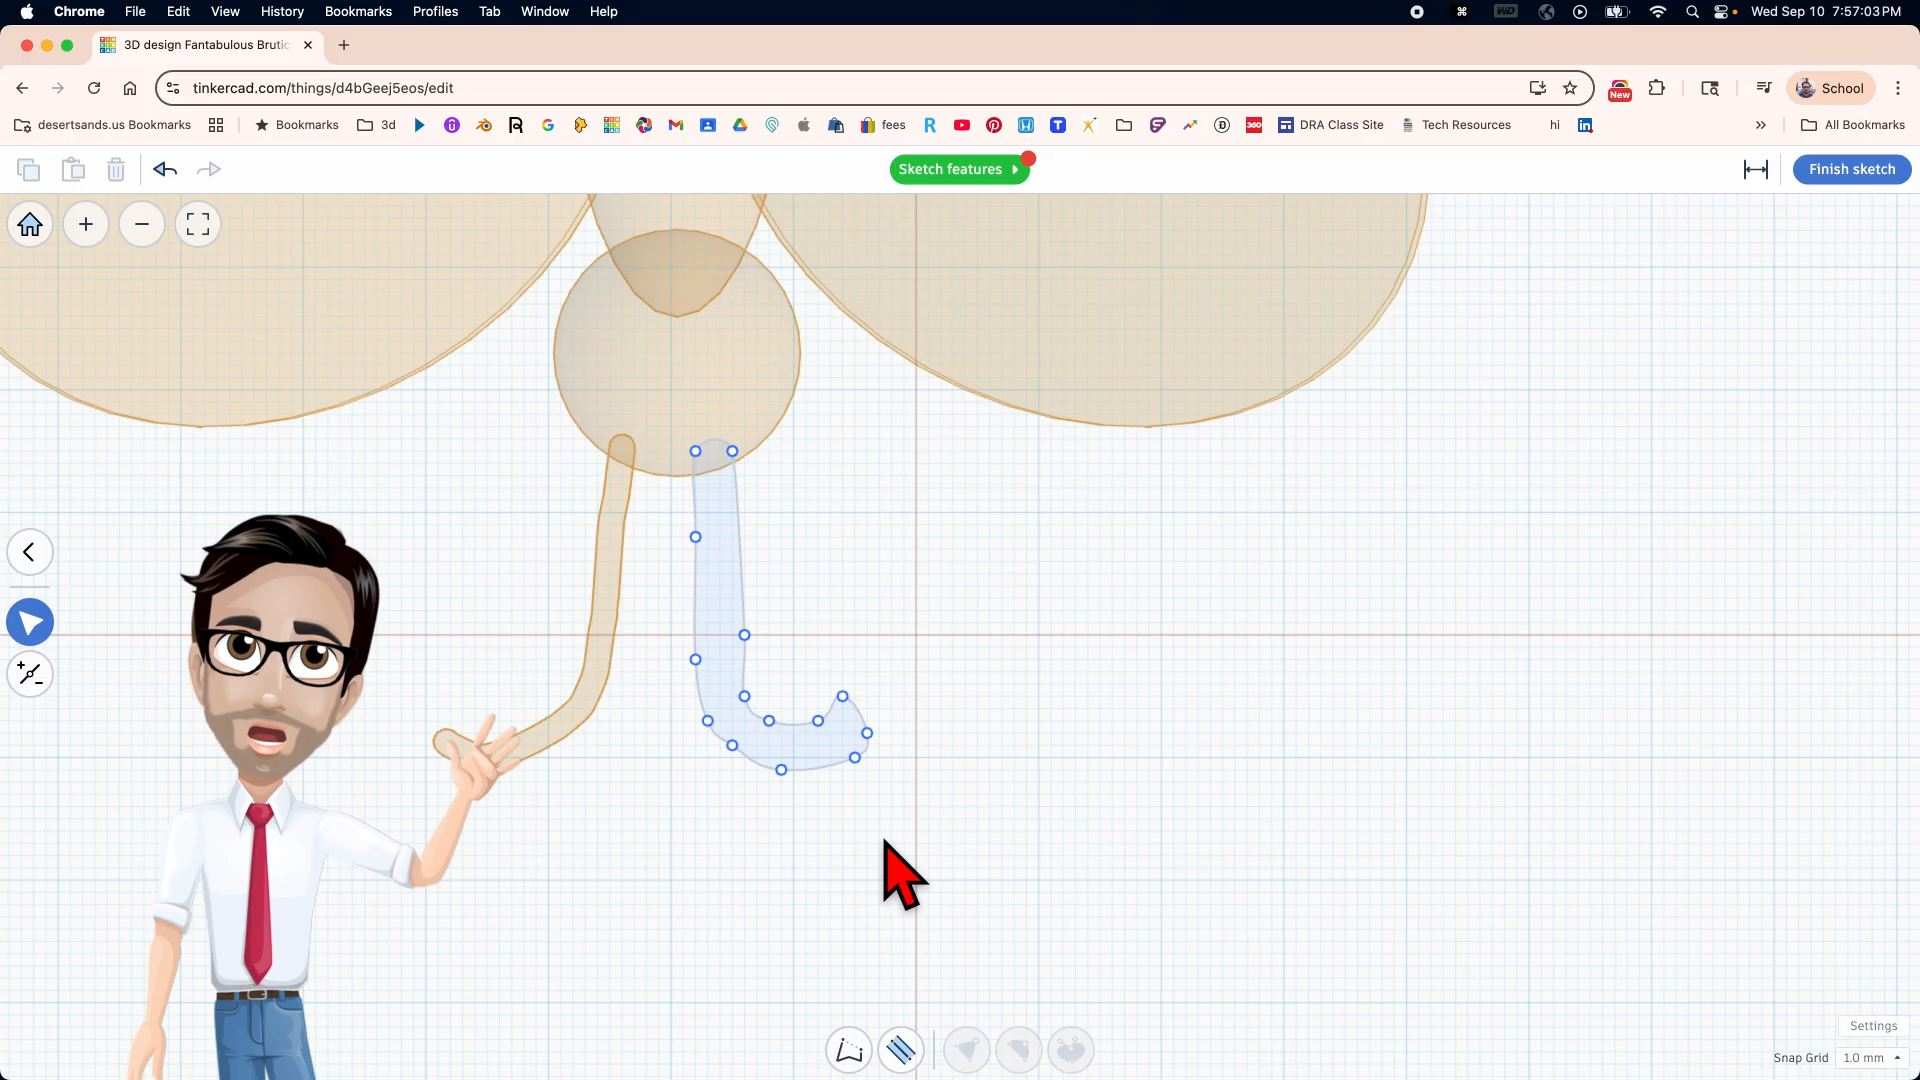 Chrome File Edit View History Bookmarks Profiles Tab Window Help Wed Sep 10 7:57:03 PM
3D design Fantabulous Brutic
tinkercad.com/things/d4bGeej5eos/edit New School
desertsands.us Bookmarks Bookmarks 3d fees 360 DRA Class Site Tech Resources hi in » All Bookmarks
Sketch features Finish sketch
Settings
Snap Grid 1.0 mm